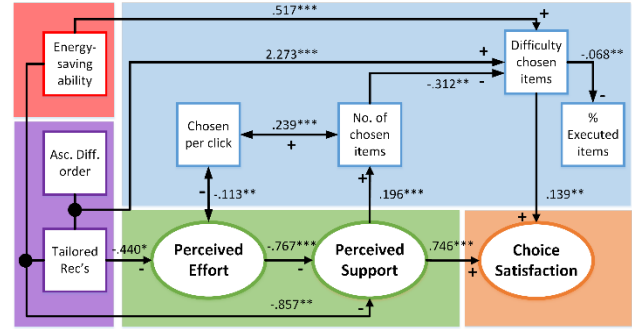 .517***
+
Energy-
saving
ability
2.273***
+
Difficulty
chosen
items
-.068**
-
-.312**
-
Chosen
per click
.239***
+
No. of
chosen
items
%
Executed
items
-
Asc. Diff.
order
-
-.113**
+
.196***
.139**
+
Tailored
Rec's
-.440*
-
Perceived
Effort
-.767***
-
Perceived
Support
.746***
+
Choice
Satisfaction
-.857**
-